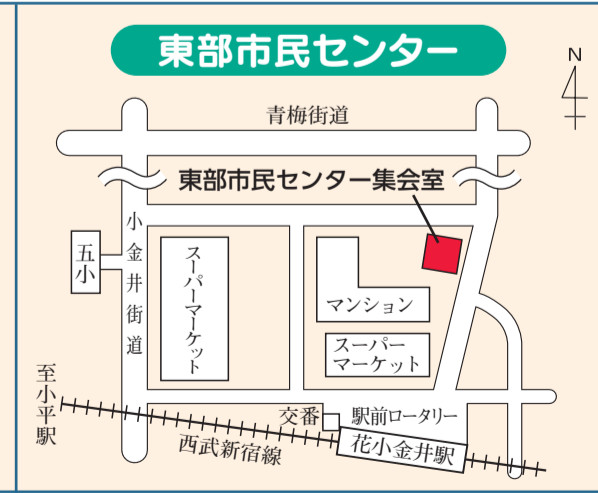 東部市民センター
N
青梅街道
東部市民センター集会室
小金井街道
五小
スーパーマーケット
マンション
スーパー
マーケット
至小平駅
交番
駅前ロータリー
西武新宿線
花小金井駅